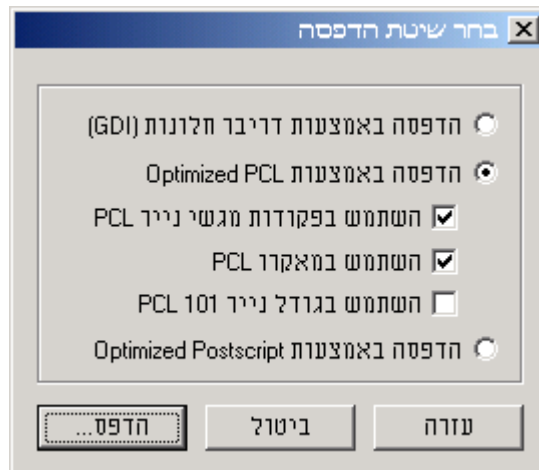 בחר שיטת הדפסה
הדפסה באמצעות דריבר חלונות (GDI)
הדפסה באמצעות Optimized PCL
השתמש בפקודות מגשי נייר PCL
השתמש במאקרו PCL
השתמש בגודל נייר PCL 101
הדפסה באמצעות Optimized Postscript
עזרה
ביטול
הדפס...